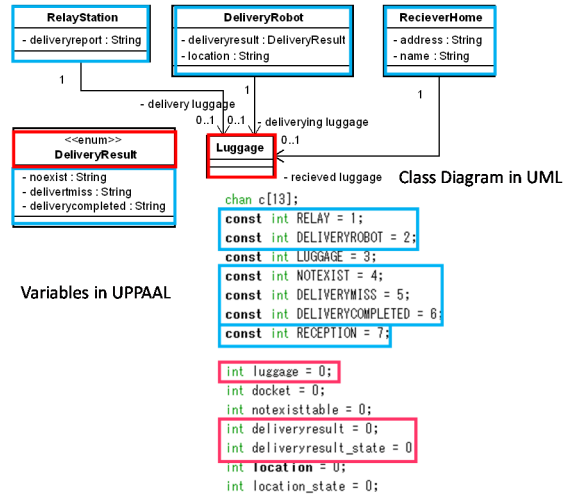 RelayStation
- deliveryreport : String
DeliveryRobot
- deliveryresult : DeliveryResult
- location : String
RecieverHome
- address : String
- name : String
1
1
1
- delivery luggage
0..1
0..1
- deliverying luggage
0..1
<<enum>>
DeliveryResult
- noexist : String
- delivertmiss : String
- deliverycompleted : String
Luggage
- recieved luggage
Class Diagram in UML
Variables in UPPAAL
chan c[13];
const int RELAY = 1;
const int DELIVERYROBOT = 2;
const int LUGGAGE = 3;
const int NOTEXIST = 4;
const int DELIVERYMISS = 5;
const int DELIVERYCOMPLETED = 6;
const int RECEPTION = 7;
int luggage = 0;
int docket = 0;
int notexisttable = 0;
int deliveryresult = 0;
int deliveryresult_state = 0
int location = 0;
int location_state = 0;